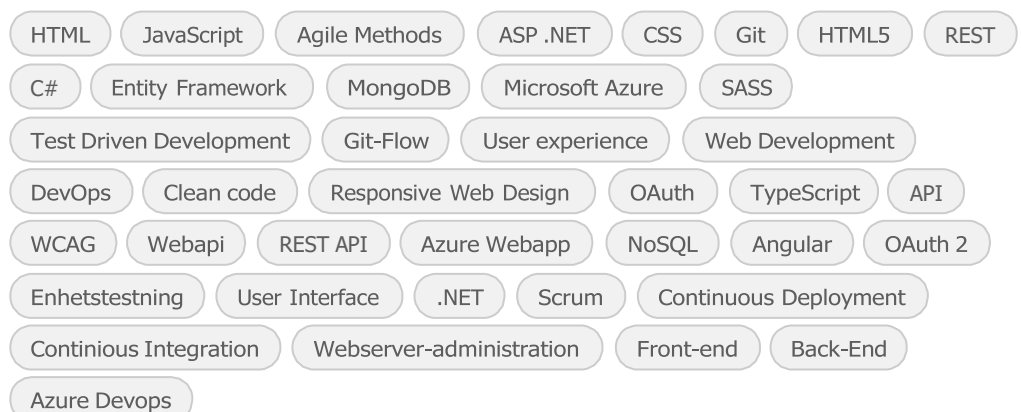 HTML JavaScript Agile Methods ASP .NET CSS Git HTML5 REST
C# Entity Framework MongoDB Microsoft Azure SASS
Test Driven Development Git-Flow User experience Web Development
DevOps Clean code Responsive Web Design OAuth TypeScript API
WCAG Webapi REST API Azure Webapp NoSQL Angular OAuth 2
Enhetstestning User Interface .NET Scrum Continuous Deployment
Continious Integration Webserver-administration Front-end Back-End
Azure Devops